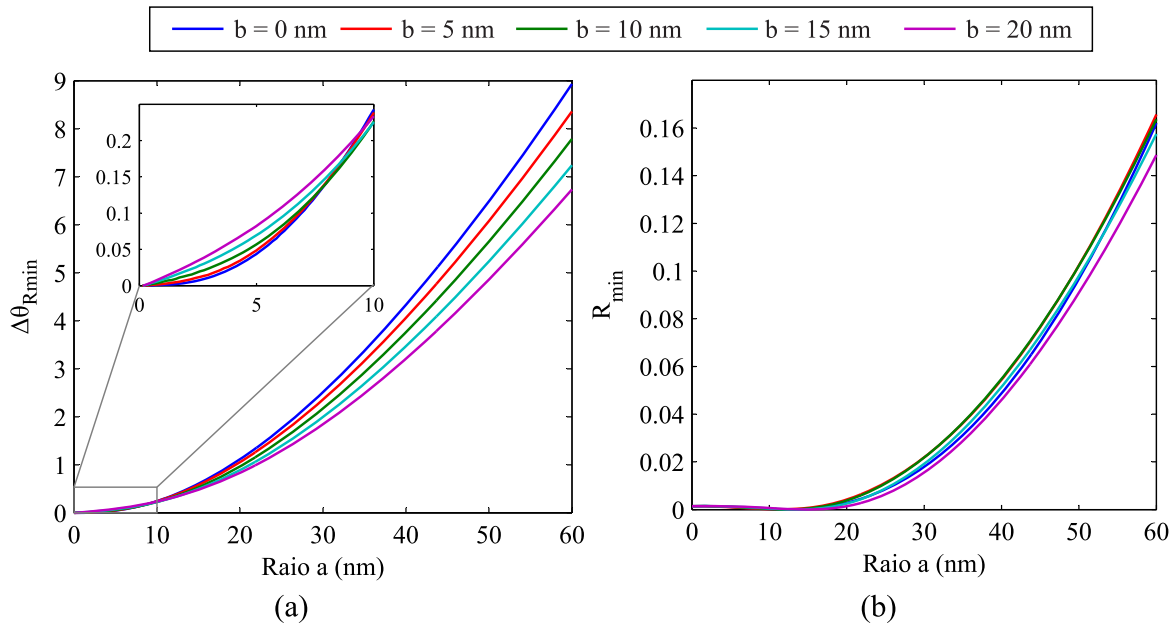 b = 0 nm b = 5 nm b = 10 nm b = 15 nm b = 20 nm
9
8
7
6
5
4
3
2
1
0
ΔθRmin
0 10 20 30 40 50 60
Raio a (nm)
(a)
0.2
0.15
0.1
0.05
0
0 5 10
0.16
0.14
0.12
0.1
0.08
0.06
0.04
0.02
0
Rmin
0 10 20 30 40 50 60
Raio a (nm)
(b)